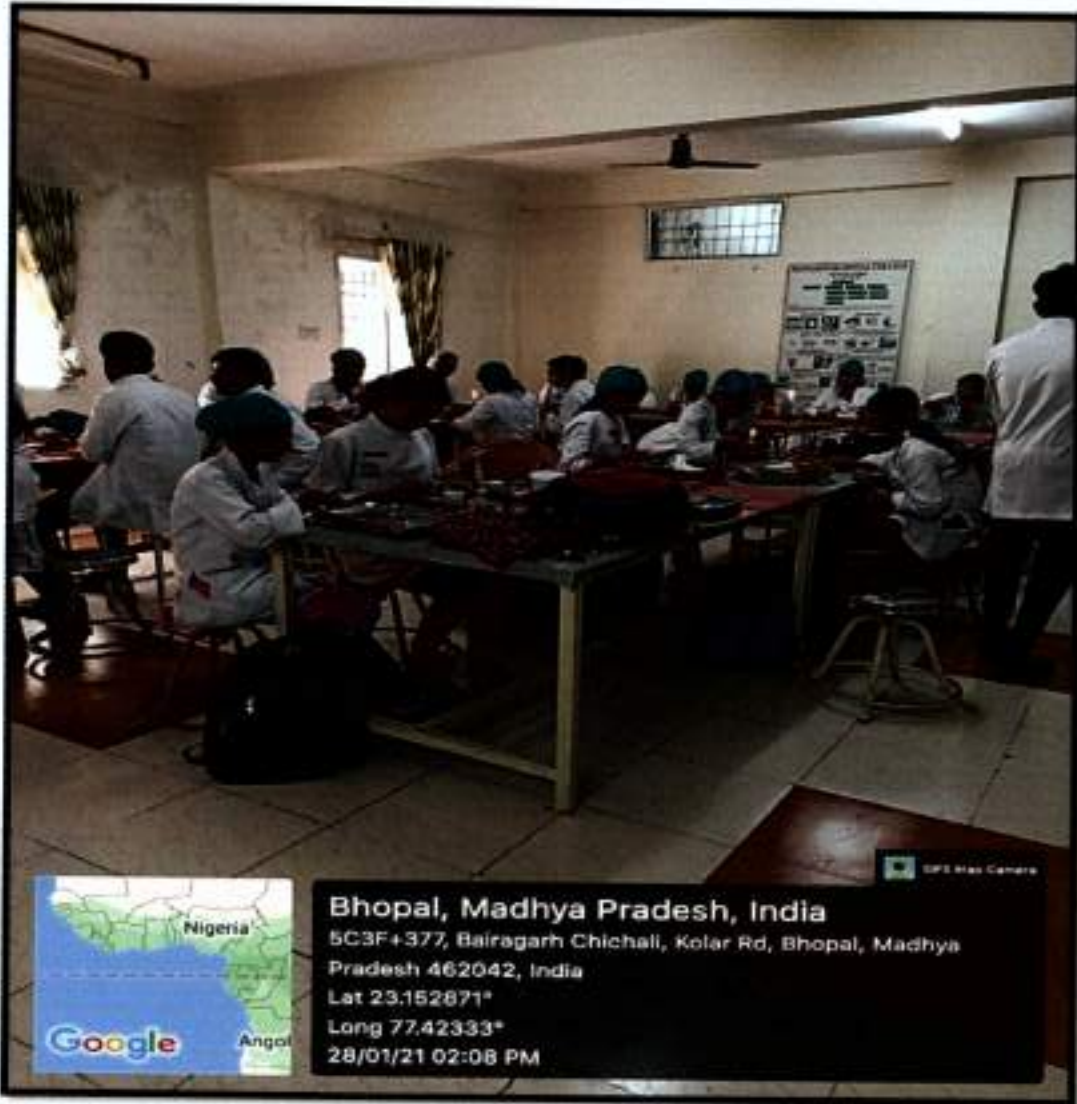 GPS Map Camera
Nigeria
Google
Angol
Bhopal, Madhya Pradesh, India
5C3F+377, Bairagarh Chichali, Kolar Rd, Bhopal, Madhya
Pradesh 462042, India
Lat 23.152871°
Long 77.42333°
28/01/21 02:08 PM